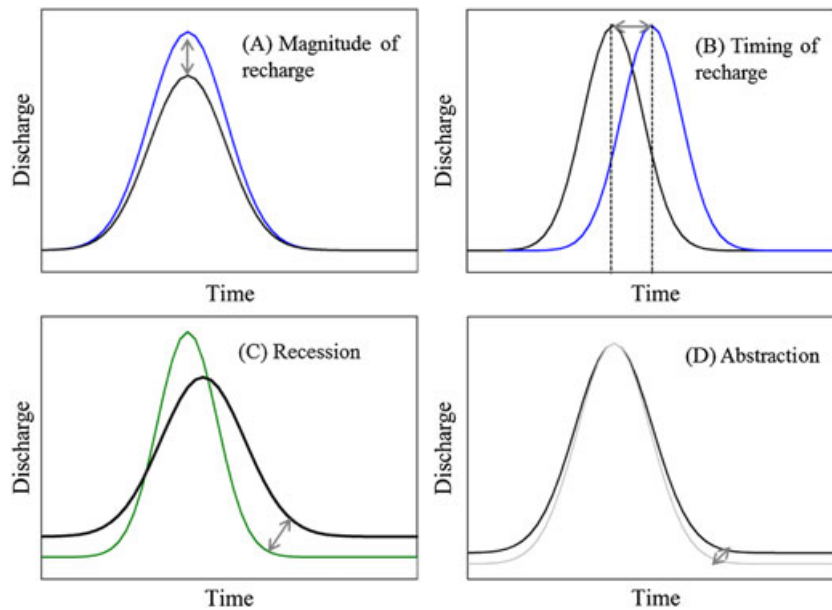 (A) Magnitude of
recharge
Discharge
Time
(B) Timing of
recharge
Discharge
Time
(C) Recession
Discharge
Time
(D) Abstraction
Discharge
Time